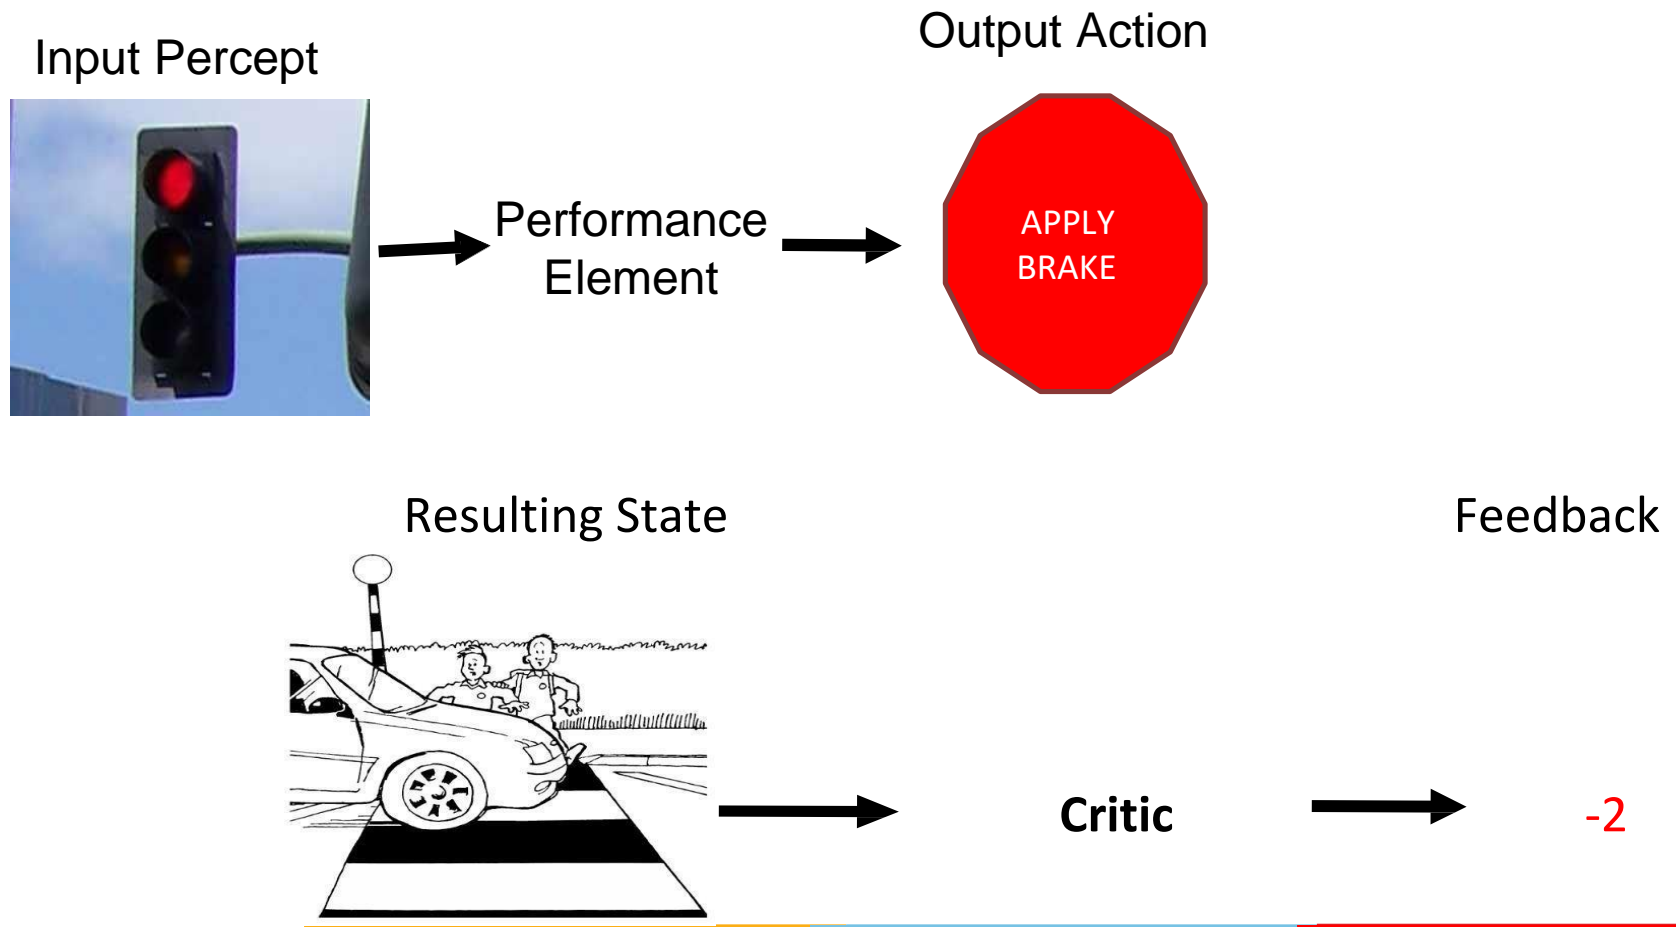 Input Percept
Output Action
Performance
Element
APPLY
BRAKE
Resulting State
Feedback
Critic
-2